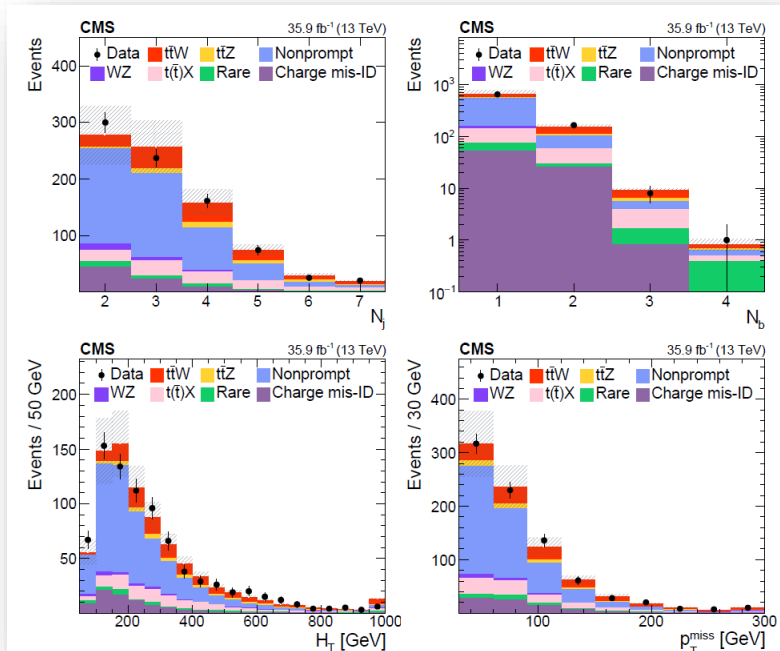 CMS 35.9 fb⁻¹ (13 TeV)
Events
Data tt̄W tt̄Z Nonprompt
WZ t(t̄)X Rare Charge mis-ID
400
300
200
100
2 3 4 5 6 7
Nⱼ
CMS 35.9 fb⁻¹ (13 TeV)
Events
Data tt̄W tt̄Z Nonprompt
WZ t(t̄)X Rare Charge mis-ID
10³
10²
10
1
10⁻¹
1 2 3 4
N_b
CMS 35.9 fb⁻¹ (13 TeV)
Events / 50 GeV
Data tt̄W tt̄Z Nonprompt
WZ t(t̄)X Rare Charge mis-ID
200
150
100
50
200 400 600 800 1000
H_T [GeV]
CMS 35.9 fb⁻¹ (13 TeV)
Events / 30 GeV
Data tt̄W tt̄Z Nonprompt
WZ t(t̄)X Rare Charge mis-ID
400
300
200
100
100 200 300
p_T^miss [GeV]